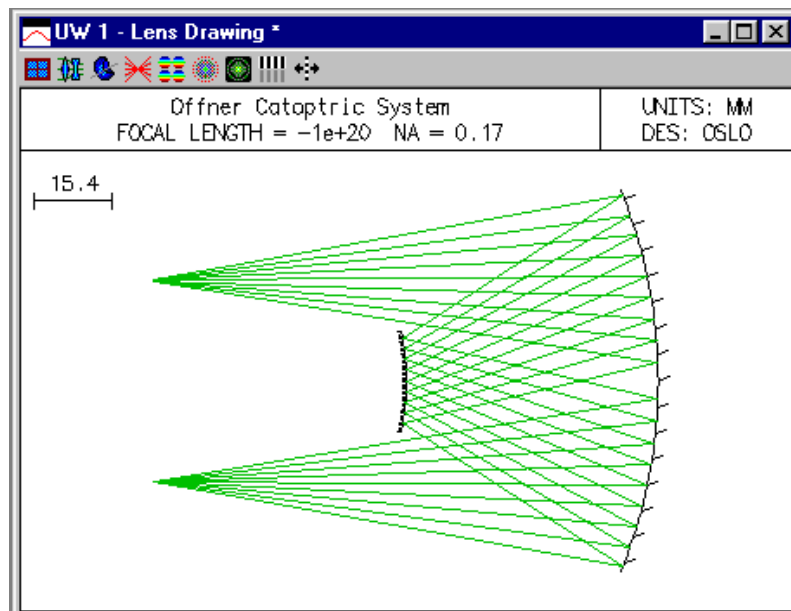 UW 1 - Lens Drawing *
Offner Catoptric System
FOCAL LENGTH = -1e+20 NA = 0.17
UNITS: MM
DES: OSLO
15.4